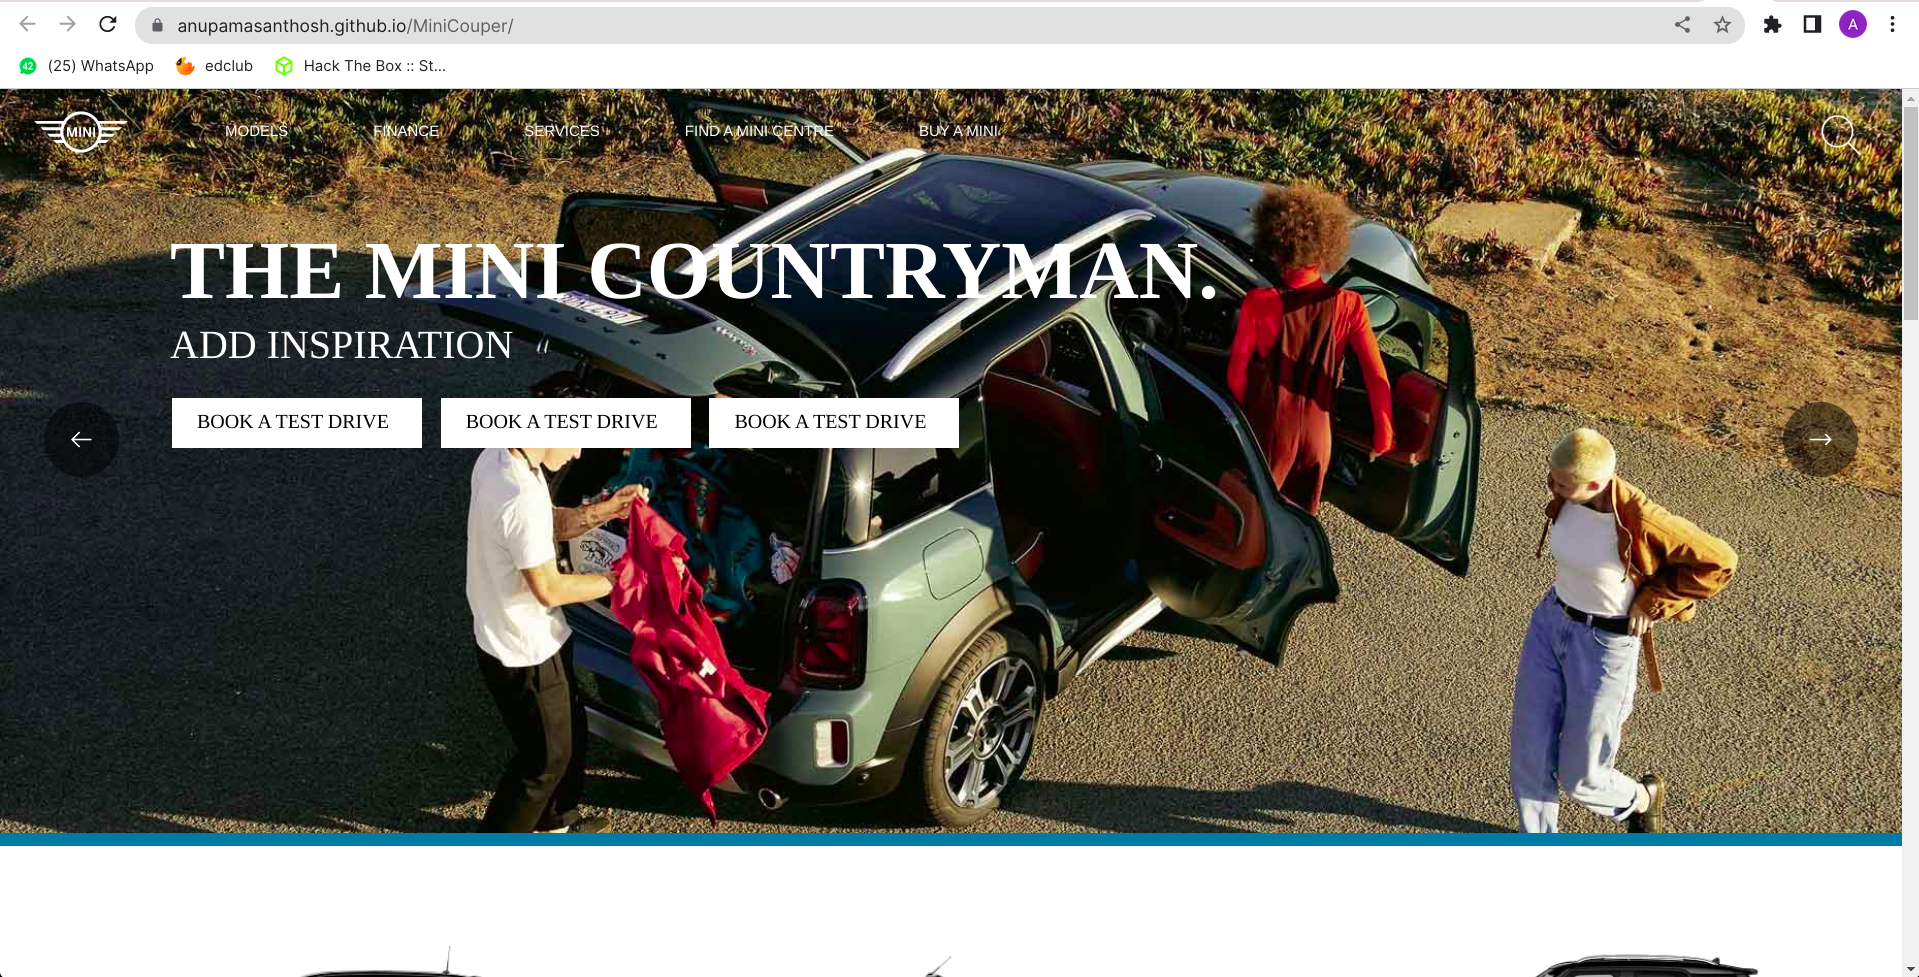 anupamasanthosh.github.io/MiniCouper/
A
42 (25) WhatsApp edclub Hack The Box :: St...
MINI MODELS FINANCE SERVICES FIND A MINI CENTRE BUY A MINI
THE MINI COUNTRYMAN.
ADD INSPIRATION
BOOK A TEST DRIVE BOOK A TEST DRIVE BOOK A TEST DRIVE